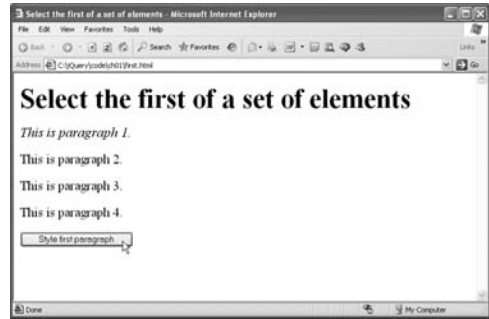 Select the first of a set of elements - Microsoft Internet Explorer
File Edit View Favorites Tools Help
Back Search Favorites Links
Address C:\jQuery\code\ch01\first.html Go
Select the first of a set of elements
This is paragraph 1.
This is paragraph 2.
This is paragraph 3.
This is paragraph 4.
Style first paragraph
Done My Computer